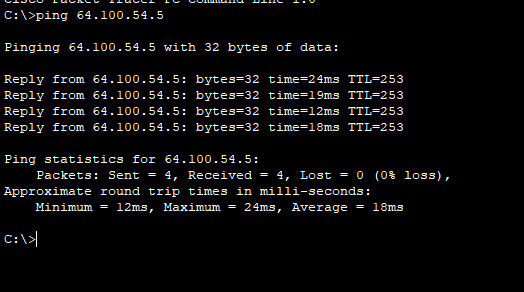 Cisco Packet Tracer PC Command Line 1.0
C:\>ping 64.100.54.5
Pinging 64.100.54.5 with 32 bytes of data:
Reply from 64.100.54.5: bytes=32 time=24ms TTL=253
Reply from 64.100.54.5: bytes=32 time=19ms TTL=253
Reply from 64.100.54.5: bytes=32 time=12ms TTL=253
Reply from 64.100.54.5: bytes=32 time=18ms TTL=253
Ping statistics for 64.100.54.5:
Packets: Sent = 4, Received = 4, Lost = 0 (0% loss),
Approximate round trip times in milli-seconds:
Minimum = 12ms, Maximum = 24ms, Average = 18ms
C:\>